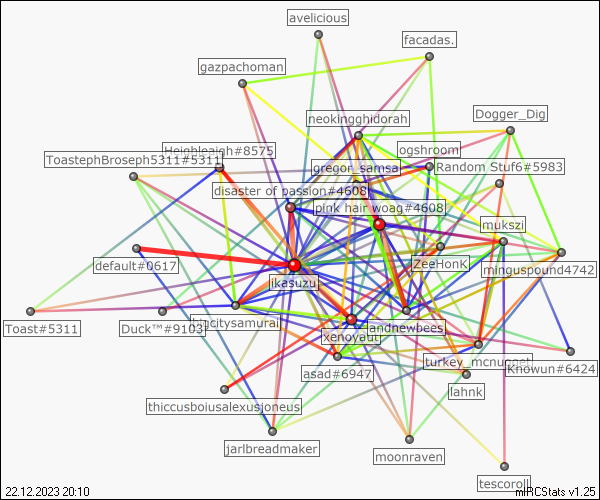 avelicious
facadas.
gazpachoman
neokingghidorah
Dogger_Dig
ogshroom
Heighleaigh#8575
ToastephBroseph5311#5311
gregor_samsa
Random Stuf6#5983
disaster of passion#4608
pink hair woag#4608
mukszi
default#0617
ZeeHonk
minguspound4742
ikasuzu
Toast#5311
Duck™#9103
citysamurai
andnewbees
xenoyaut
turkey_mcnugget
Knowun#6424
asad#6947
lahnk
thiccusboiusalexusjoneus
jarlbreadmaker
moonraven
tescoroll
22.12.2023 20:10
mIRCStats v1.25